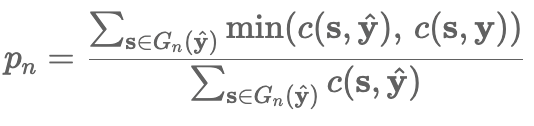 p_n = \frac{\sum_{\mathbf{s} \in G_n(\hat{\mathbf{y}})} \min(c(\mathbf{s}, \hat{\mathbf{y}}), c(\mathbf{s}, \mathbf{y}))}{\sum_{\mathbf{s} \in G_n(\hat{\mathbf{y}})} c(\mathbf{s}, \hat{\mathbf{y}})}